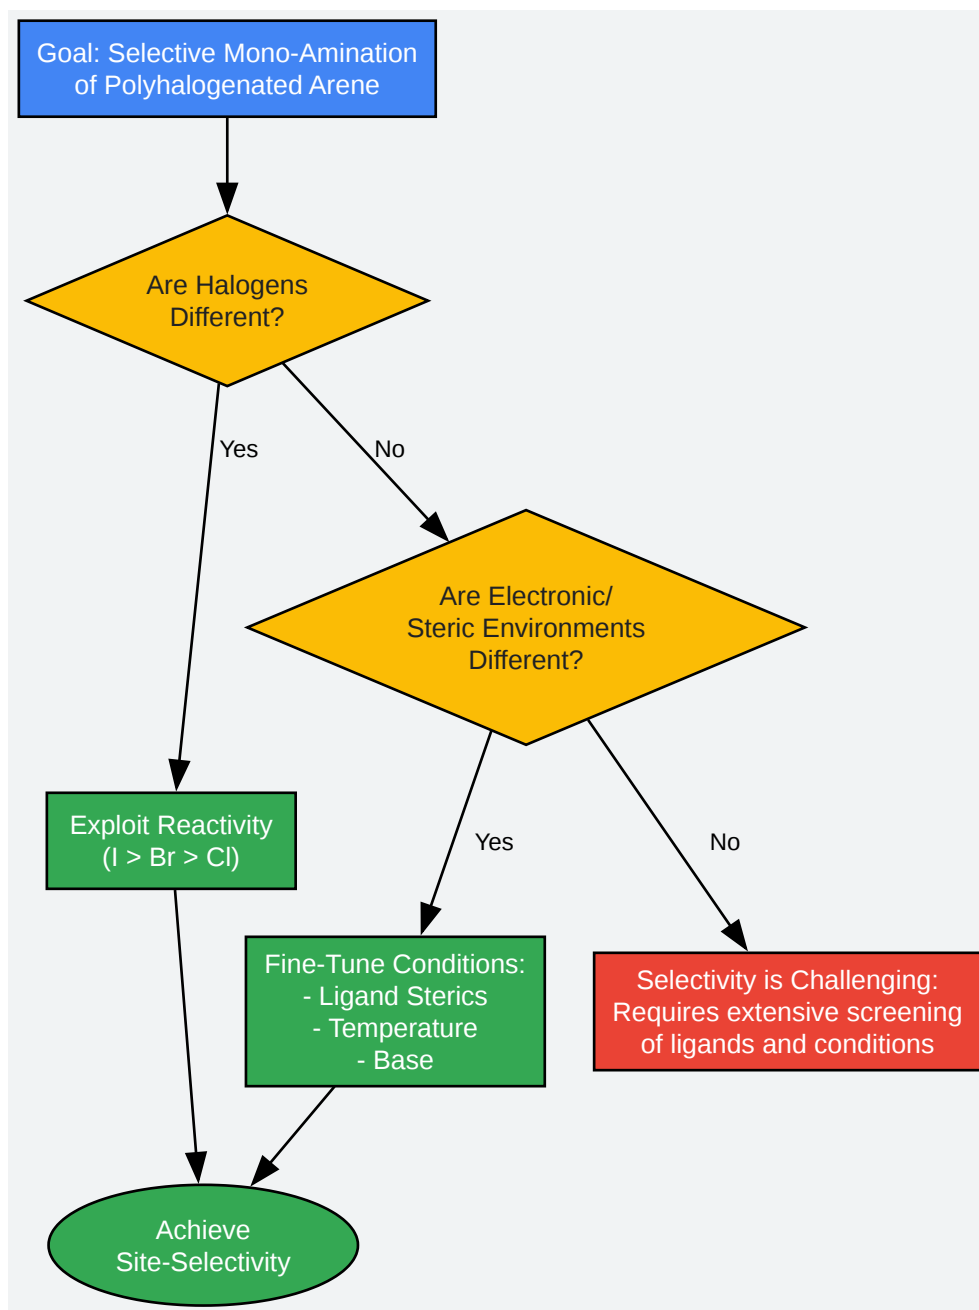 Goal: Selective Mono-Amination
of Polyhalogenated Arene
Are Halogens
Different?
Yes
No
Are Electronic/
Steric Environments
Different?
Exploit Reactivity
(I > Br > Cl)
Yes
No
Fine-Tune Conditions:
- Ligand Sterics
- Temperature
- Base
Selectivity is Challenging:
Requires extensive screening
of ligands and conditions
Achieve
Site-Selectivity